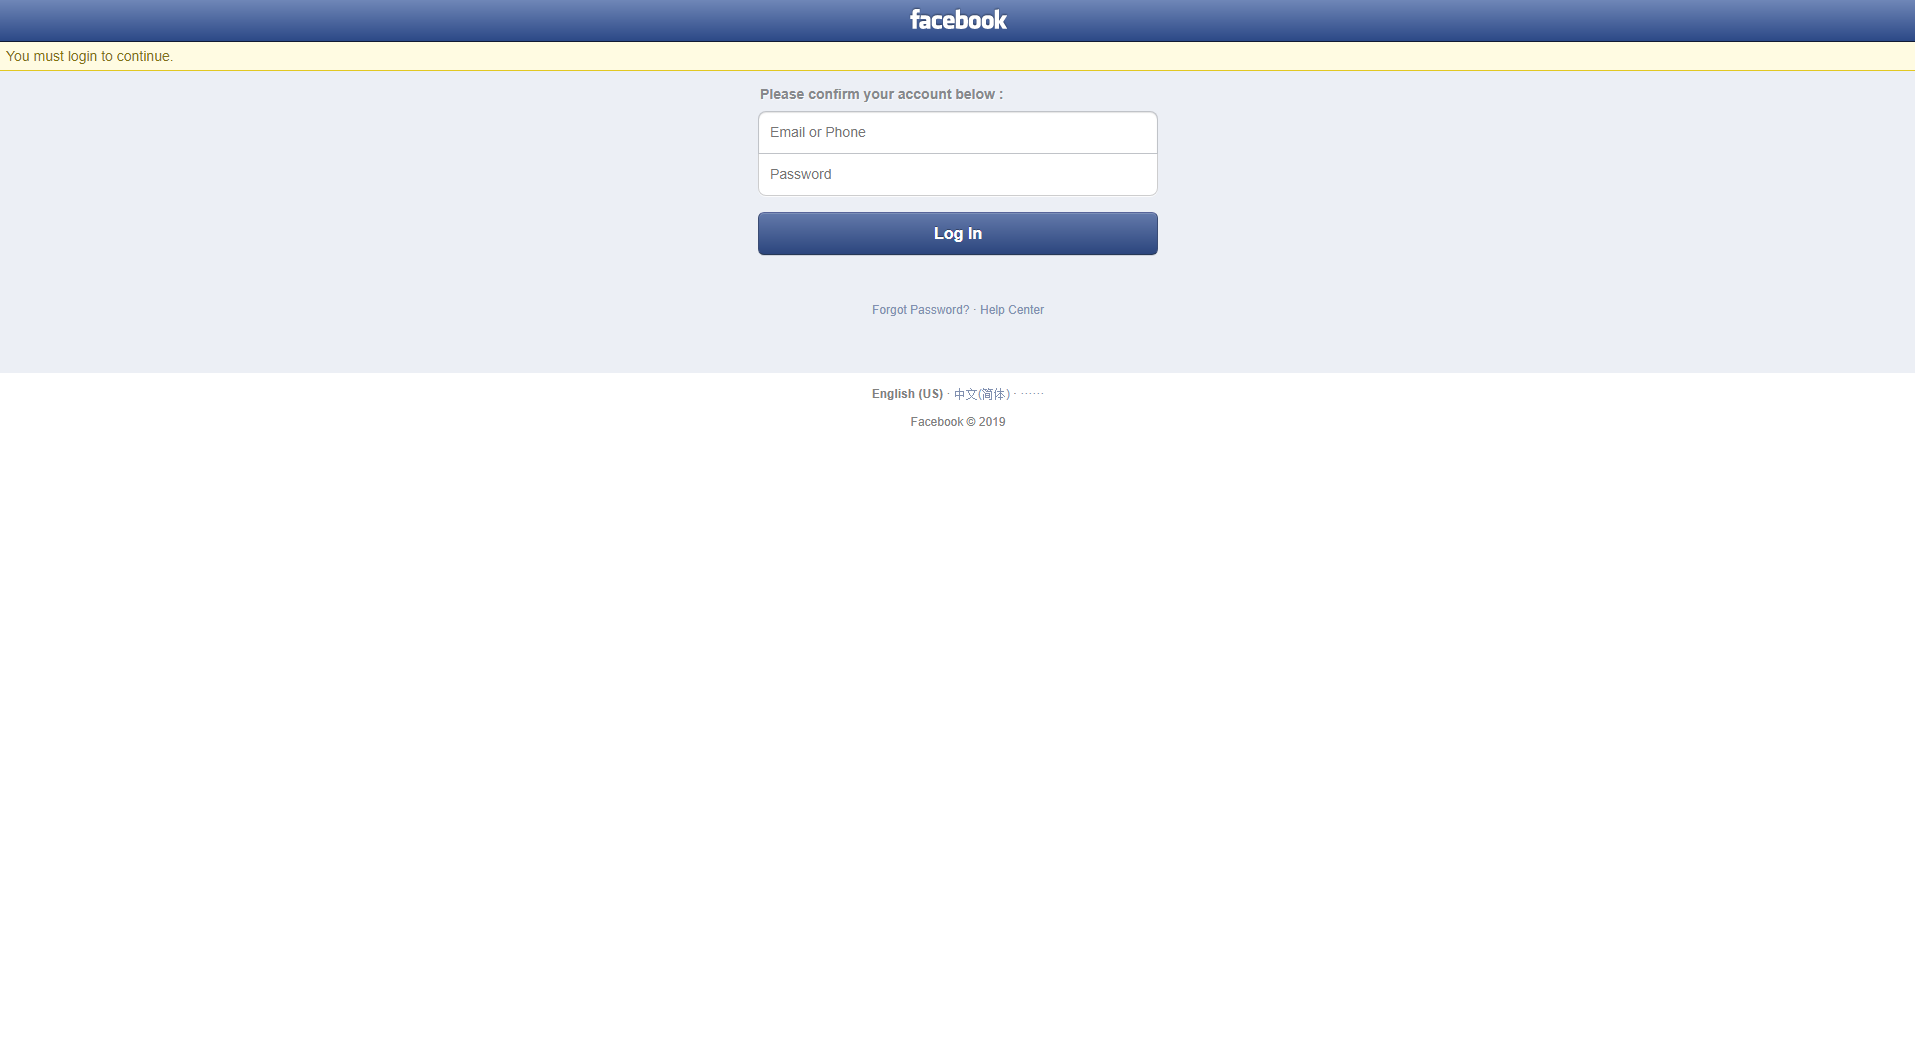 facebook
You must login to continue.
Please confirm your account below :
Email or Phone
Password
Log In
Forgot Password? · Help Center
English (US) · 中文(简体) · ······
Facebook © 2019